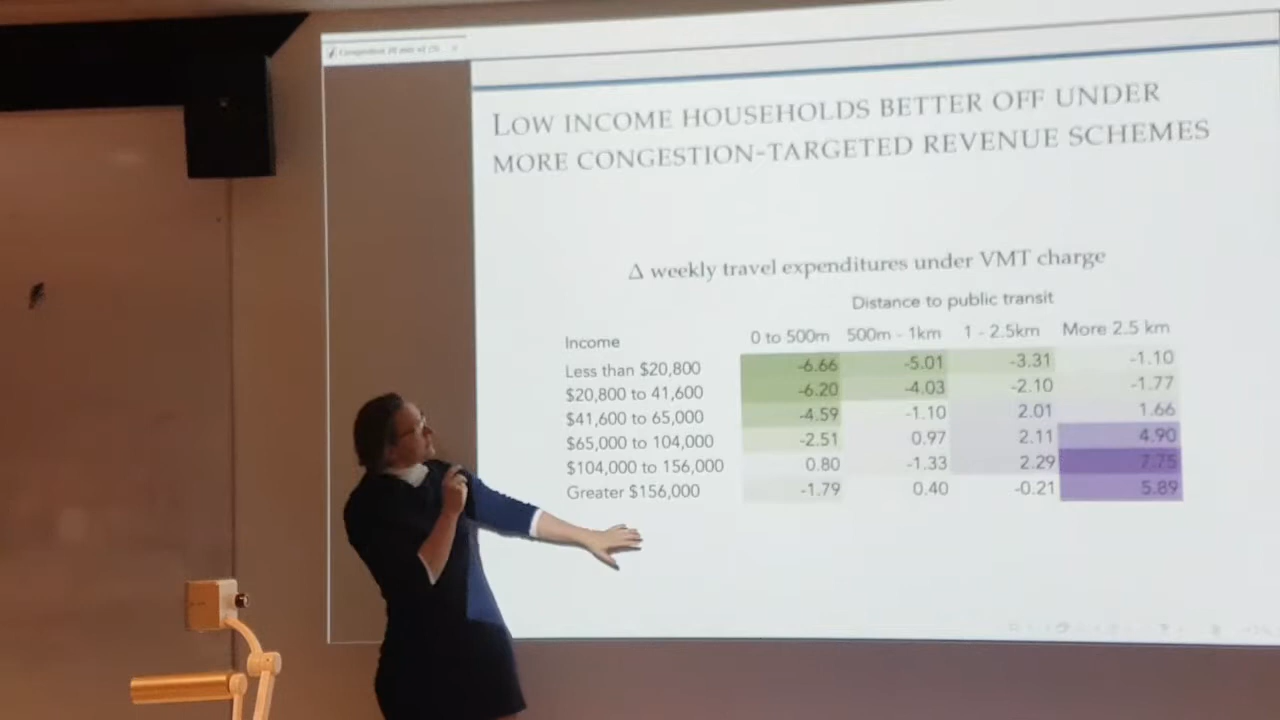 LOW INCOME HOUSEHOLDS BETTER OFF UNDER
MORE CONGESTION-TARGETED REVENUE SCHEMES
Δ weekly travel expenditures under VMT charge
Distance to public transit
Income 0 to 500m 500m - 1km 1 - 2.5km More 2.5 km
Less than $20,800 -6.66 -5.01 -3.31 -1.10
$20,800 to 41,600 -6.20 -4.03 -2.10 -1.77
$41,600 to 65,000 -4.59 -1.10 2.01 1.66
$65,000 to 104,000 -2.51 0.97 2.11 4.90
$104,000 to 156,000 0.80 -1.33 2.29 7.75
Greater $156,000 -1.79 0.40 -0.21 5.89